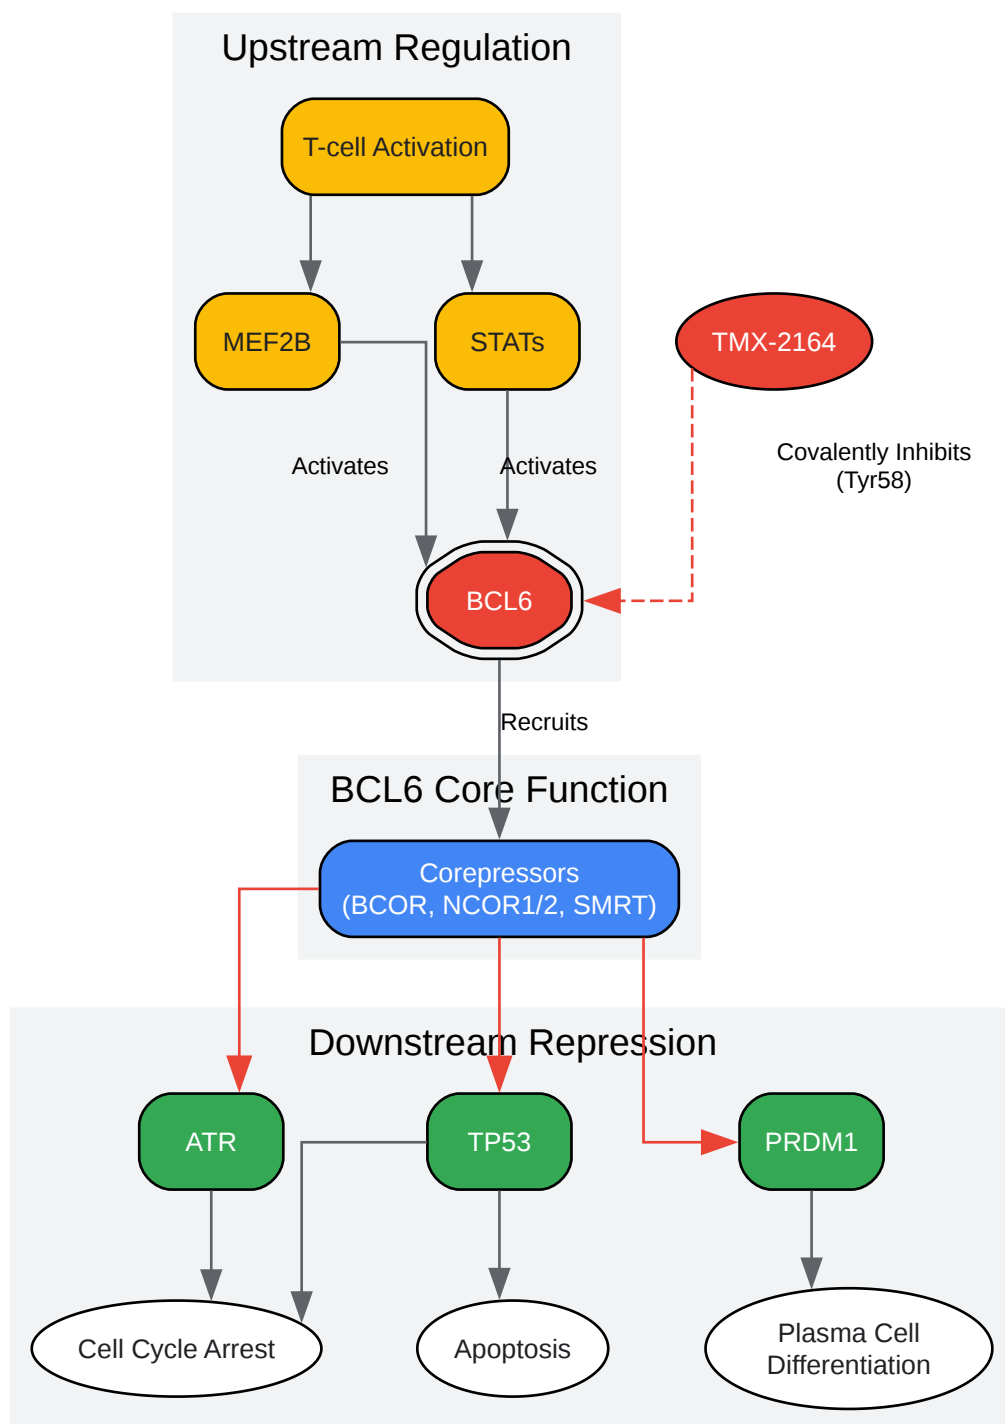 Upstream Regulation
T-cell Activation
MEF2B
STATs
TMX-2164
Activates
Activates
Covalently Inhibits
(Tyr58)
BCL6
Recruits
BCL6 Core Function
Corepressors
(BCOR, NCOR1/2, SMRT)
Downstream Repression
ATR
TP53
PRDM1
Cell Cycle Arrest
Apoptosis
Plasma Cell
Differentiation